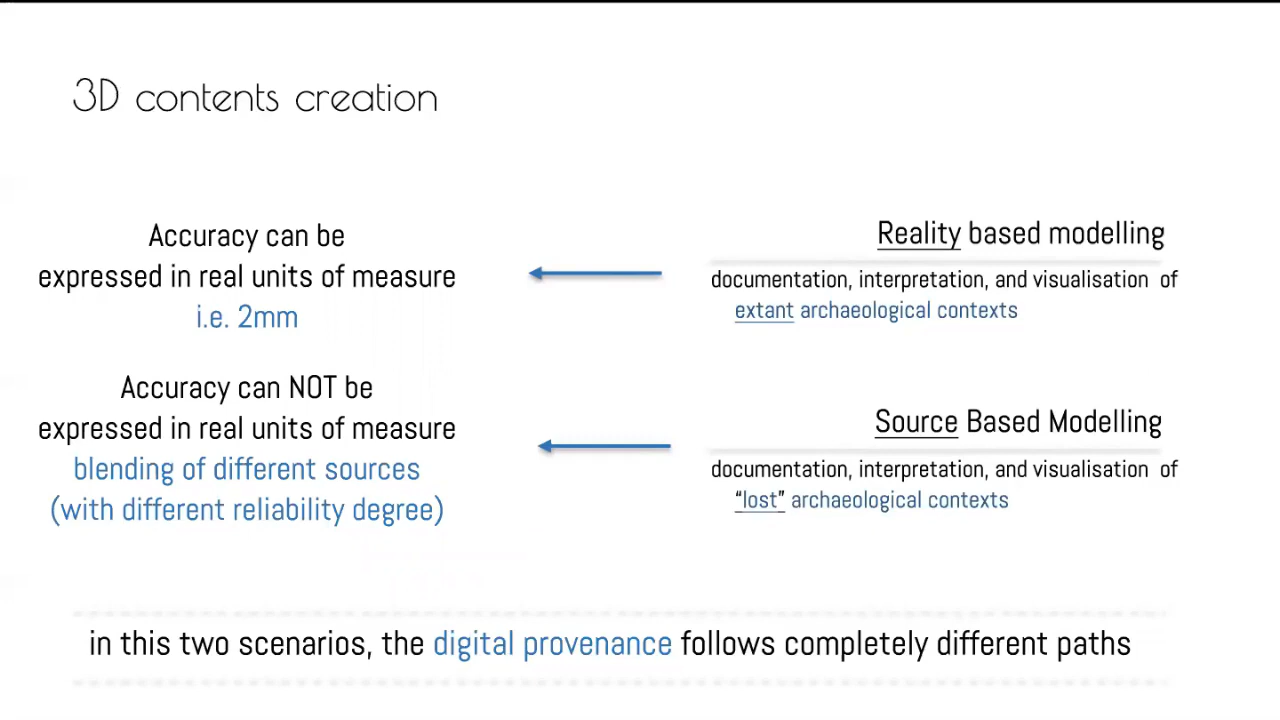 3D contents creation
Accuracy can be
expressed in real units of measure
i.e. 2mm
Reality based modelling
documentation, interpretation, and visualisation of
extant archaeological contexts
Accuracy can NOT be
expressed in real units of measure
blending of different sources
(with different reliability degree)
Source Based Modelling
documentation, interpretation, and visualisation of
“lost” archaeological contexts
in this two scenarios, the digital provenance follows completely different paths